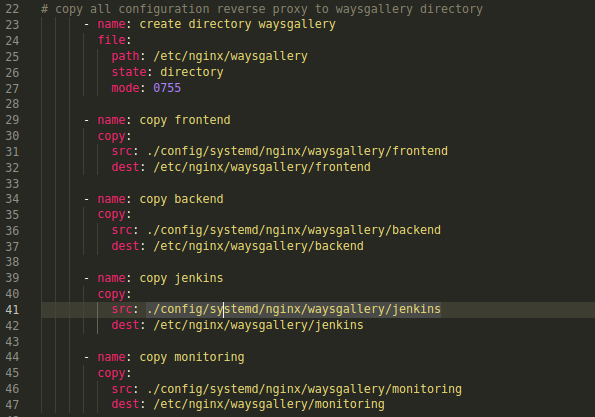 22 # copy all configuration reverse proxy to waysgallery directory
23 - name: create directory waysgallery
24 file:
25 path: /etc/nginx/waysgallery
26 state: directory
27 mode: 0755
28
29 - name: copy frontend
30 copy:
31 src: ./config/systemd/nginx/waysgallery/frontend
32 dest: /etc/nginx/waysgallery/frontend
33
34 - name: copy backend
35 copy:
36 src: ./config/systemd/nginx/waysgallery/backend
37 dest: /etc/nginx/waysgallery/backend
38
39 - name: copy jenkins
40 copy:
41 src: ./config/systemd/nginx/waysgallery/jenkins
42 dest: /etc/nginx/waysgallery/jenkins
43
44 - name: copy monitoring
45 copy:
46 src: ./config/systemd/nginx/waysgallery/monitoring
47 dest: /etc/nginx/waysgallery/monitoring